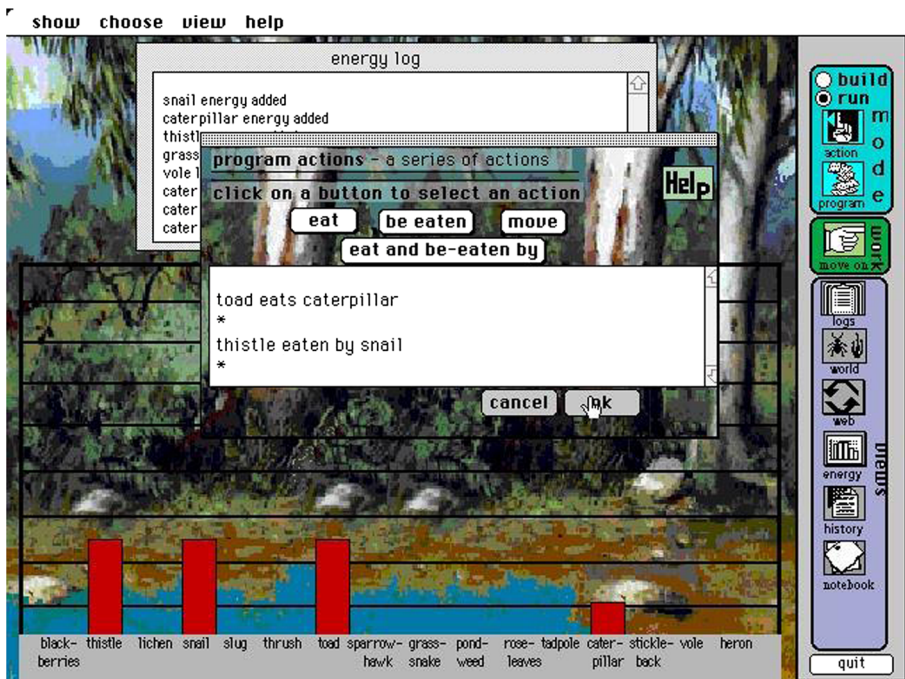 show choose view help
energy log
snail energy added
caterpillar energy added
thistl
grass
vole l
cater
cater
cater
program actions - a series of actions
click on a button to select an action
Help
eat be eaten move
eat and be-eaten by
toad eats caterpillar
*
thistle eaten by snail
*
cancel ok
build
run
mode
action
program
move on
work
logs
world
web
energy
history
notebook
views
quit
black- thistle lichen snail slug thrush toad sparrow- grass- pond- rose- tadpole cater- stickle- vole heron
berries hawk snake weed leaves pillar back